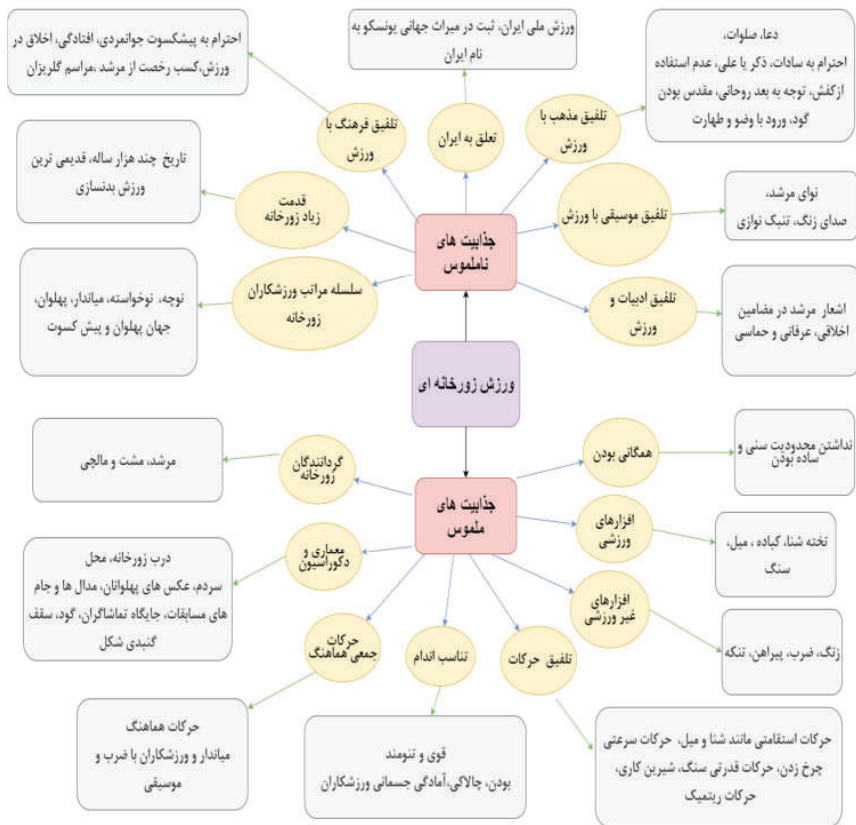 ورزش ملی ایران، ثبت در میراث جهانی یونسکو به
نام ایران
دعا، صلوات،
احترام به سادات، ذکر یا علی، عدم استفاده
ازکفش، توجه به بعد روحانی، مقدس بودن
گود، ورود با وضو و طهارت
احترام به پیشکسوت جوانمردی، افتادگی، اخلاق در
ورزش،کسب رخصت از مرشد ،مراسم گلریزان
تلفیق مذهب با
ورزش
تعلق به ایران
تلفیق فرهنگ با
ورزش
تاریخ چند هزار ساله، قدیمی ترین
ورزش بدنسازی
قدمت
زیاد زورخانه
نوای مرشد،
صدای زنگ، تنبک نوازی
تلفیق موسیقی با ورزش
جذابیت های
ناملموس
سلسله مراتب ورزشکاران
زورخانه
نوچه، نوخواسته، میاندار، پهلوان،
جهان پهلوان و پیش کسوت
اشعار مرشد در مضامین
اخلاقی، عرفانی و حماسی
تلفیق ادبیات و
ورزش
ورزش زورخانه ای
نداشتن محدودیت سنی و
ساده بودن
همگانی بودن
گردانندگان
زورخانه
مرشد، مشت و مالچی
جذابیت های
ملموس
افزارهای
ورزشی
تخته شنا، کباده ، میل،
سنگ
معماری و
دکوراسیون
درب زورخانه، محل
سردم، عکس های پهلوانان، مدال ها و جام
های مسابقات، جایگاه تماشاگران، گود، سقف
گنبدی شکل
افزارهای
غیر ورزشی
زنگ، ضرب، پیراهن، تنکه
تلفیق حرکات
تناسب اندام
حرکات
جمعی هماهنگ
حرکات استقامتی مانند شنا و میل، حرکات سرعتی
چرخ زدن، حرکات قدرتی سنگ، شیرین کاری،
حرکات ریتمیک
قوی و تنومند
بودن، چالاکی،آمادگی جسمانی ورزشکاران
حرکات هماهنگ
میاندار و ورزشکاران با ضرب و
موسیقی